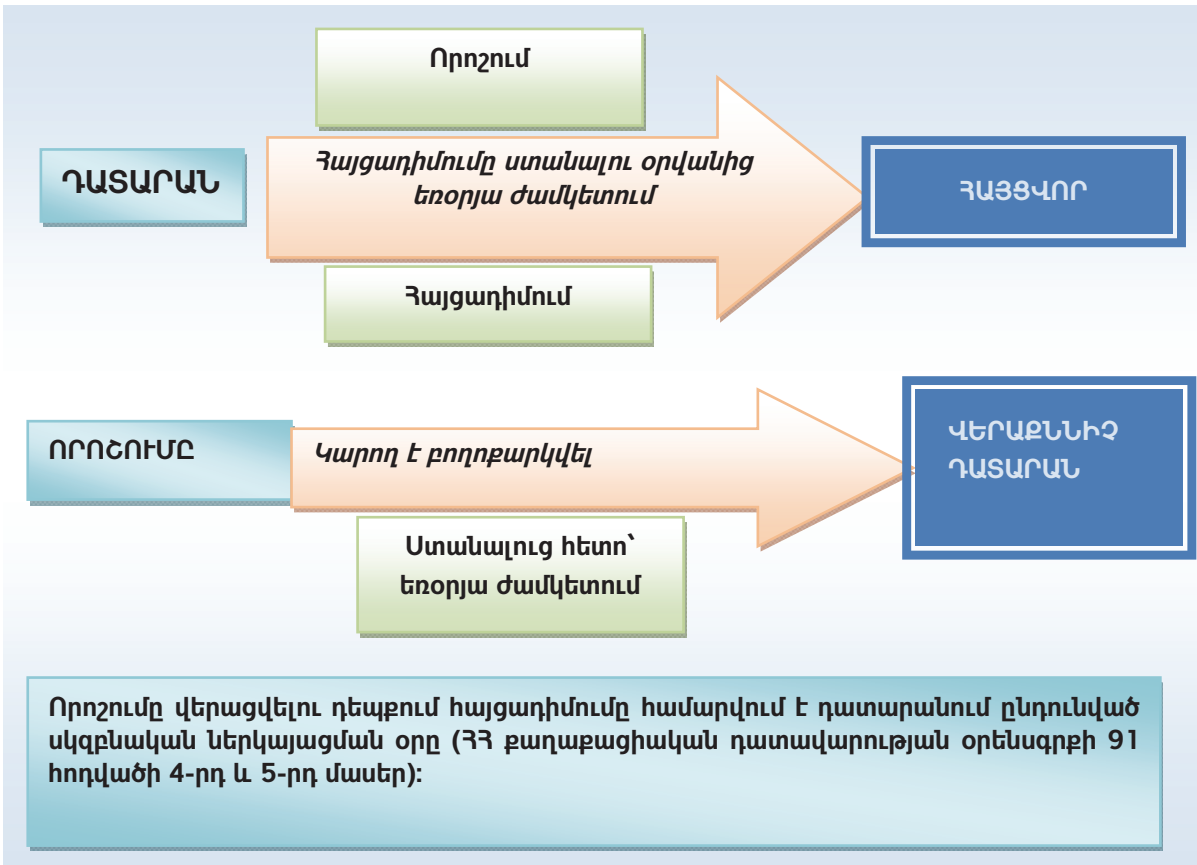 Որոշում
ԴԱՏԱՐԱՆ
Հայցադիմումը ստանալու օրվանից
եռօրյա ժամկետում
ՀԱՅՑՎՈՐ
Հայցադիմում
ՈՐՈՇՈՒՄԸ
Կարող է բողոքարկվել
ՎԵՐԱՔՆՆԻՉ
ԴԱՏԱՐԱՆ
Ստանալուց հետո՝
եռօրյա ժամկետում
Որոշումը վերացվելու դեպքում հայցադիմումը համարվում է դատարանում ընդունված
սկզբնական ներկայացման օրը (ՀՀ քաղաքացիական դատավարության օրենսգրքի 91
հոդվածի 4-րդ և 5-րդ մասեր):